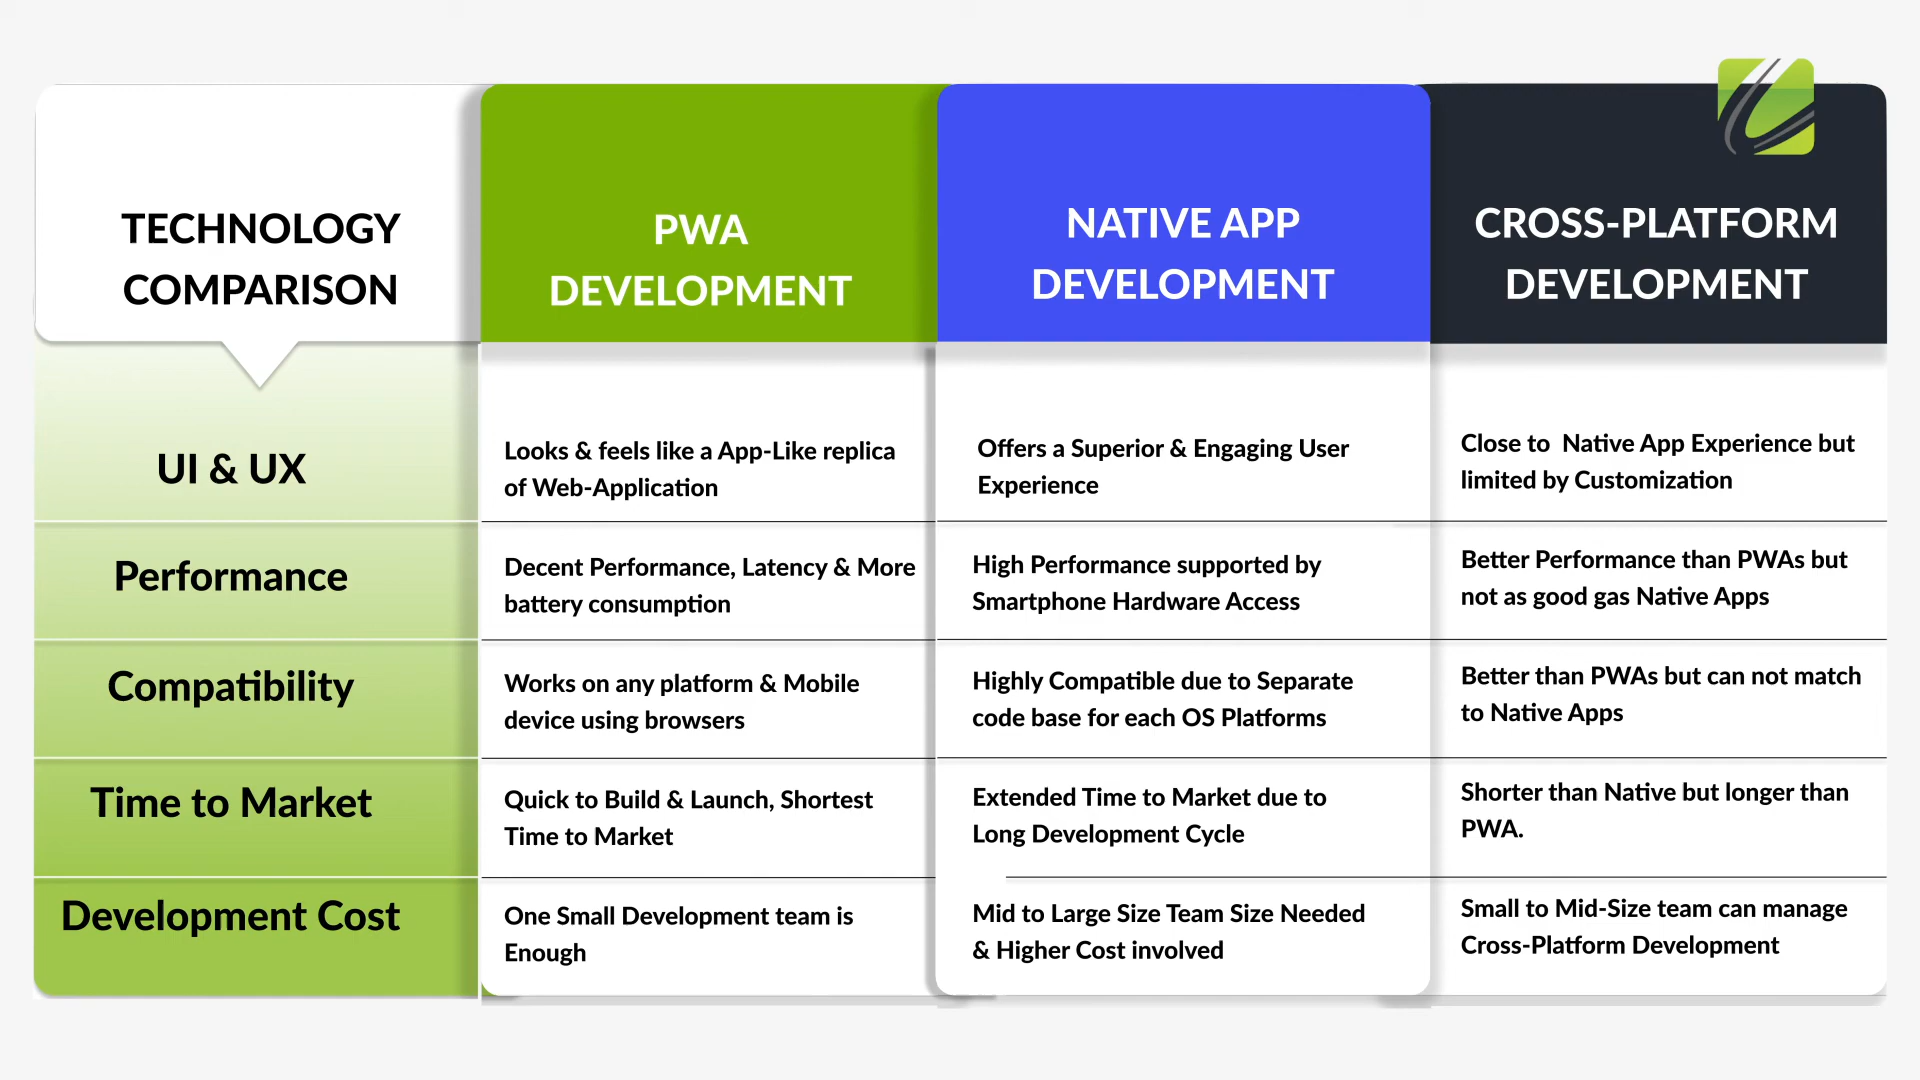 TECHNOLOGY
COMPARISON
PWA
DEVELOPMENT
NATIVE APP
DEVELOPMENT
CROSS-PLATFORM
DEVELOPMENT
UI & UX
Looks & feels like a App-Like replica
of Web-Application
Offers a Superior & Engaging User
Experience
Close to  Native App Experience but
limited by Customization
Performance
Decent Performance, Latency & More
battery consumption
High Performance supported by
Smartphone Hardware Access
Better Performance than PWAs but
not as good gas Native Apps
Compatibility
Works on any platform & Mobile
device using browsers
Highly Compatible due to Separate
code base for each OS Platforms
Better than PWAs but can not match
to Native Apps
Time to Market
Quick to Build & Launch, Shortest
Time to Market
Extended Time to Market due to
Long Development Cycle
Shorter than Native but longer than
PWA.
Development Cost
One Small Development team is
Enough
Mid to Large Size Team Size Needed
& Higher Cost involved
Small to Mid-Size team can manage
Cross-Platform Development